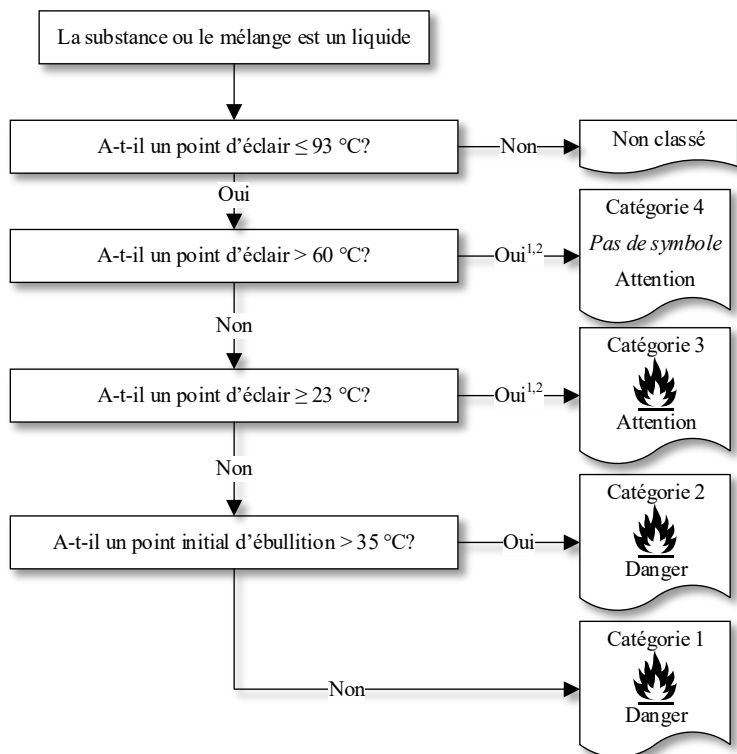 La substance ou le mélange est un liquide
A-t-il un point d'éclair ≤ 93 °C?
Non
Non classé
Oui
A-t-il un point d'éclair > 60 °C?
Oui1,2
Catégorie 4
Pas de symbole
Attention
Non
A-t-il un point d'éclair ≥ 23 °C?
Oui1,2
Catégorie 3
Attention
Non
A-t-il un point initial d'ébullition > 35 °C?
Oui
Catégorie 2
Danger
Non
Catégorie 1
Danger